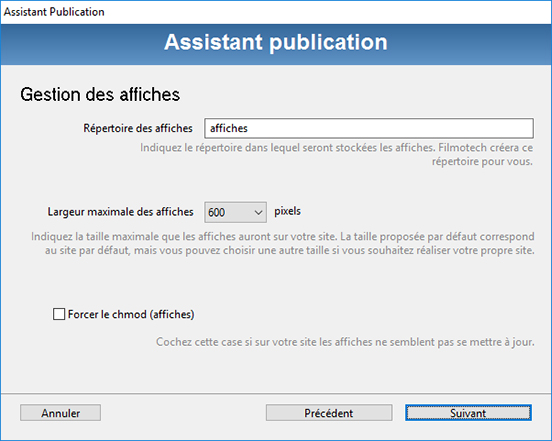 Assistant Publication
Assistant publication
Gestion des affiches
Répertoire des affiches affiches
Indiquez le répertoire dans lequel seront stockées les affiches. Filmotech créera ce
répertoire pour vous.
Largeur maximale des affiches 600 pixels
Indiquez la taille maximale que les affiches auront sur votre site. La taille proposée par défaut correspond
au site par défaut, mais vous pouvez choisir une autre taille si vous souhaitez réaliser votre propre site.
Forcer le chmod (affiches)
Cochez cette case si sur votre site les affiches ne semblent pas se mettre à jour.
Annuler Précédent Suivant